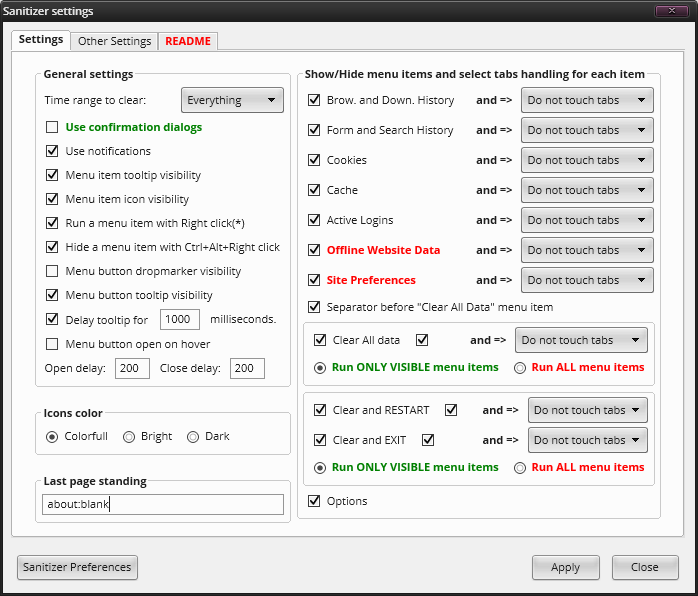 Sanitizer settings
Settings
Other Settings
README
General settings
Time range to clear:
Everything
Use confirmation dialogs
Use notifications
Menu item tooltip visibility
Menu item icon visibility
Run a menu item with Right click(*)
Hide a menu item with Ctrl+Alt+Right click
Menu button dropmarker visibility
Menu button tooltip visibility
Delay tooltip for 1000 milliseconds.
Menu button open on hover
Open delay: 200 Close delay: 200
Icons color
Colorfull Bright Dark
Last page standing
about:blank
Show/Hide menu items and select tabs handling for each item
Brow. and Down. History and => Do not touch tabs
Form and Search History and => Do not touch tabs
Cookies and => Do not touch tabs
Cache and => Do not touch tabs
Active Logins and => Do not touch tabs
Offline Website Data and => Do not touch tabs
Site Preferences and => Do not touch tabs
Separator before "Clear All Data" menu item
Clear All data and => Do not touch tabs
Run ONLY VISIBLE menu items Run ALL menu items
Clear and RESTART and => Do not touch tabs
Clear and EXIT and => Do not touch tabs
Run ONLY VISIBLE menu items Run ALL menu items
Options
Sanitizer Preferences
Apply
Close